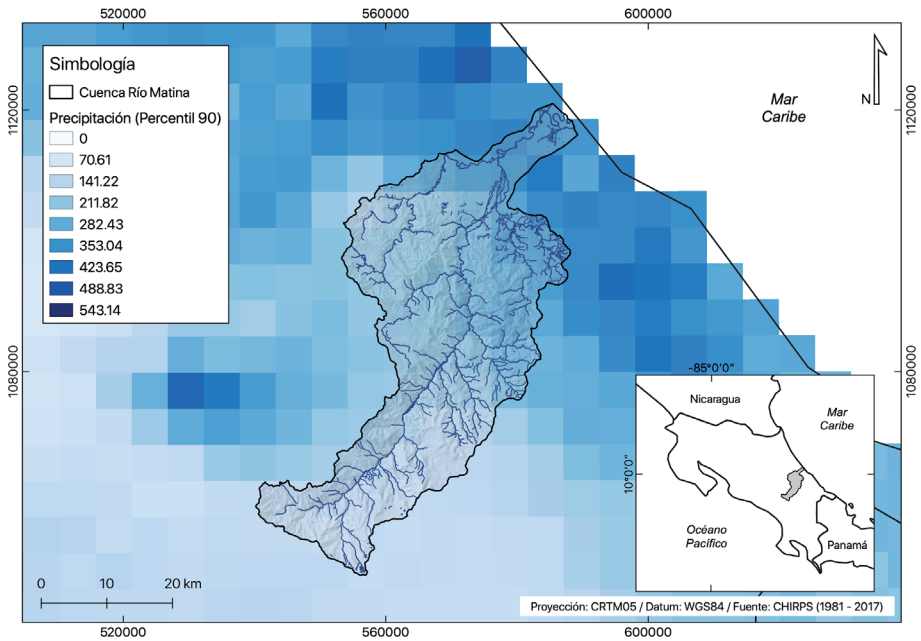 520000
560000
600000
1120000
1120000
Simbología
Cuenca Río Matina
Precipitación (Percentil 90)
0
70.61
141.22
211.82
282.43
353.04
423.65
488.83
543.14
Mar
Caribe
N
1080000
1080000
-85°0'0"
Nicaragua
Mar
Caribe
10°0'0"
Océano
Pacífico
Panamá
0 10 20 km
Proyección: CRTM05 / Datum: WGS84 / Fuente: CHIRPS (1981 - 2017)
520000
560000
600000